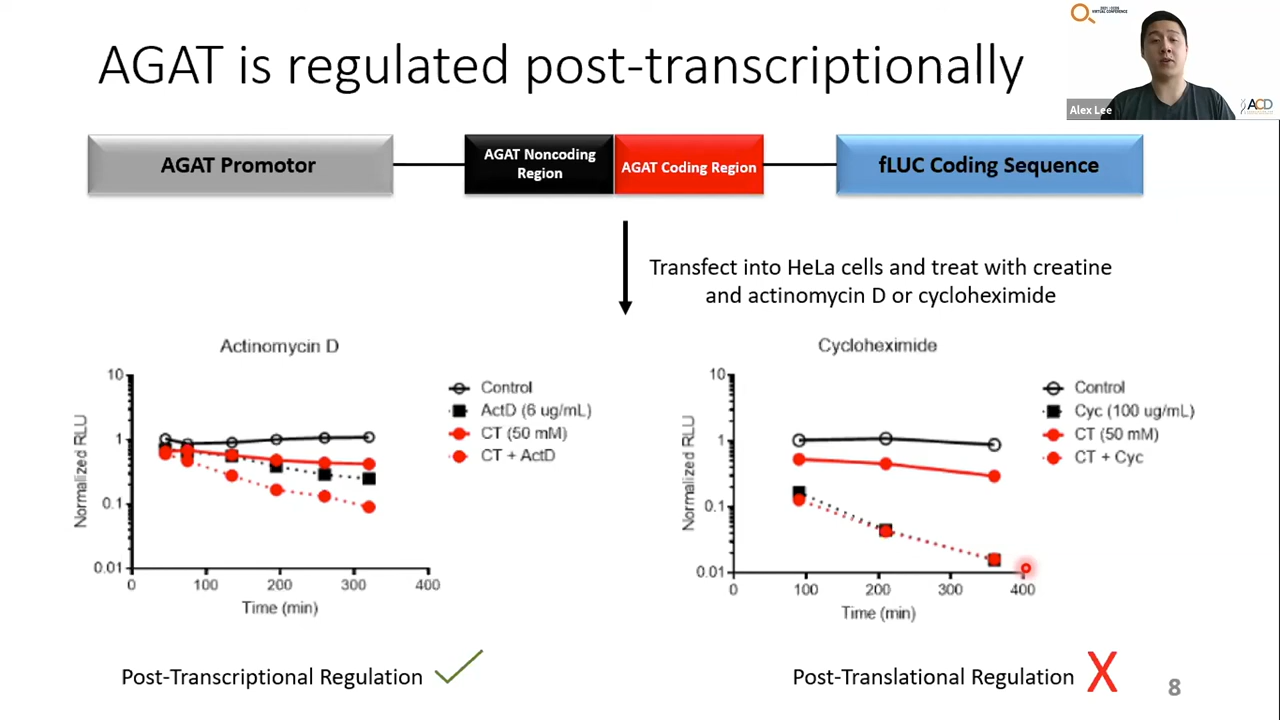 AGAT is regulated post-transcriptionally
VIRTUAL CONFERENCE
Alex Lee
ACD
AGAT Promotor
AGAT Noncoding
Region
AGAT Coding Region
fLUC Coding Sequence
Transfect into HeLa cells and treat with creatine
and actinomycin D or cycloheximide
Actinomycin D
Normalized RLU
10
1
0.1
0.01
0
100
200
300
400
Time (min)
Control
ActD (6 ug/mL)
CT (50 mM)
CT + ActD
Cycloheximide
Normalized RLU
10
1
0.1
0.01
0
100
200
300
400
Time (min)
Control
Cyc (100 ug/mL)
CT (50 mM)
CT + Cyc
Post-Transcriptional Regulation
Post-Translational Regulation
X
8